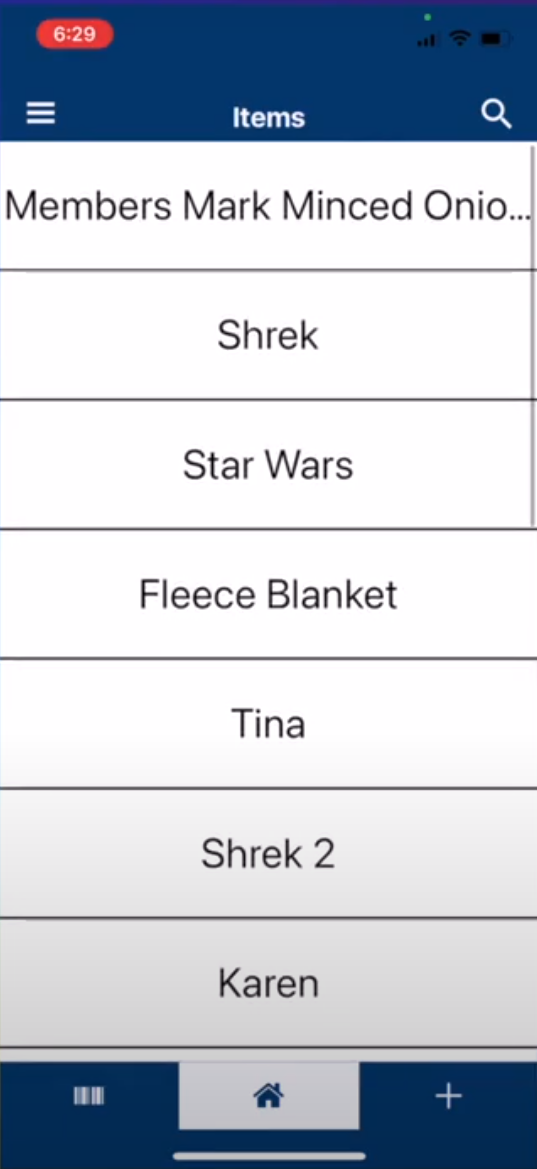 6:29
Items
Members Mark Minced Onio...
Shrek
Star Wars
Fleece Blanket
Tina
Shrek 2
Karen